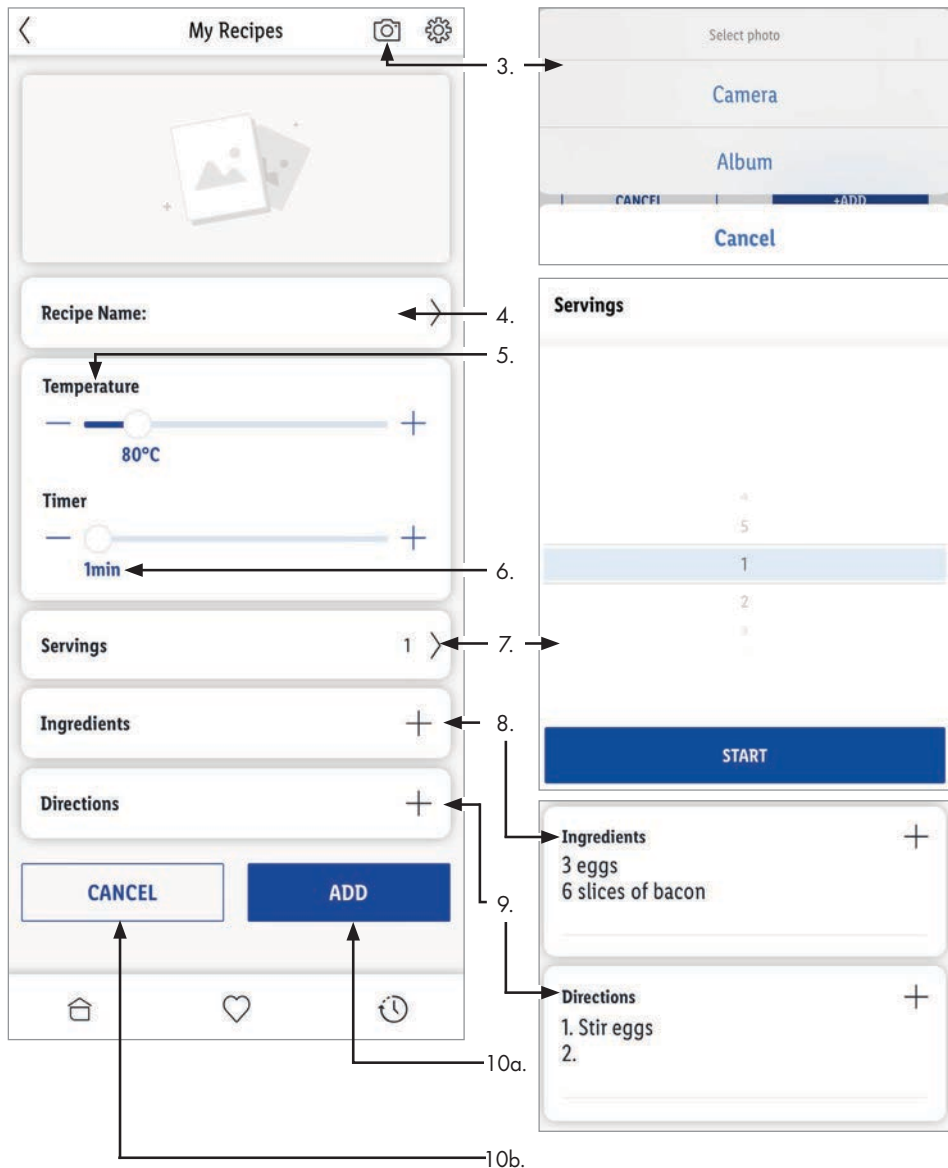 My Recipes
3.
Select photo
Camera
Album
CANCEL
+ADD
Cancel
Recipe Name:
4.
5.
Temperature
80°C
Timer
1min
6.
Servings
1
7.
Servings
4
5
1
2
3
START
Ingredients
8.
Directions
9.
CANCEL
ADD
Ingredients
3 eggs
6 slices of bacon
Directions
1. Stir eggs
2.
10a.
10b.